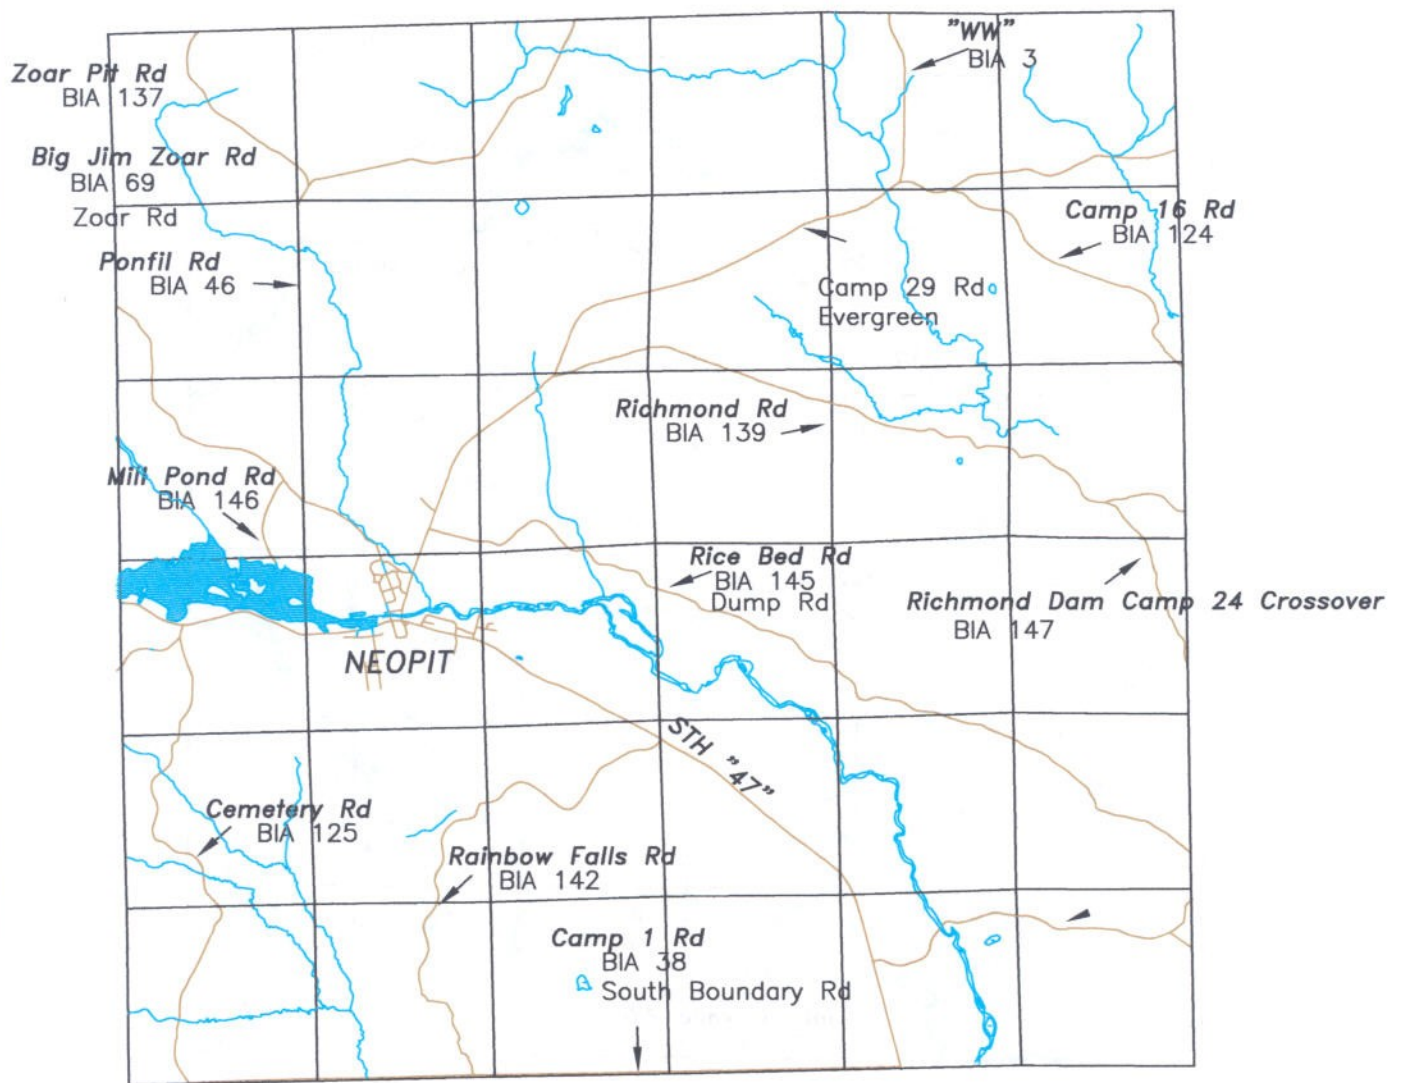 "WW"
BIA 3
Zoar Pit Rd
BIA 137
Big Jim Zoar Rd
BIA 69
Zoar Rd
Camp 16 Rd
BIA 124
Ponfil Rd
BIA 46
Camp 29 Rd
Evergreen
Richmond Rd
BIA 139
Mill Pond Rd
BIA 146
Rice Bed Rd
BIA 145
Dump Rd
Richmond Dam Camp 24 Crossover
BIA 147
NEOPIT
STH "47"
Cemetery Rd
BIA 125
Rainbow Falls Rd
BIA 142
Camp 1 Rd
BIA 38
South Boundary Rd